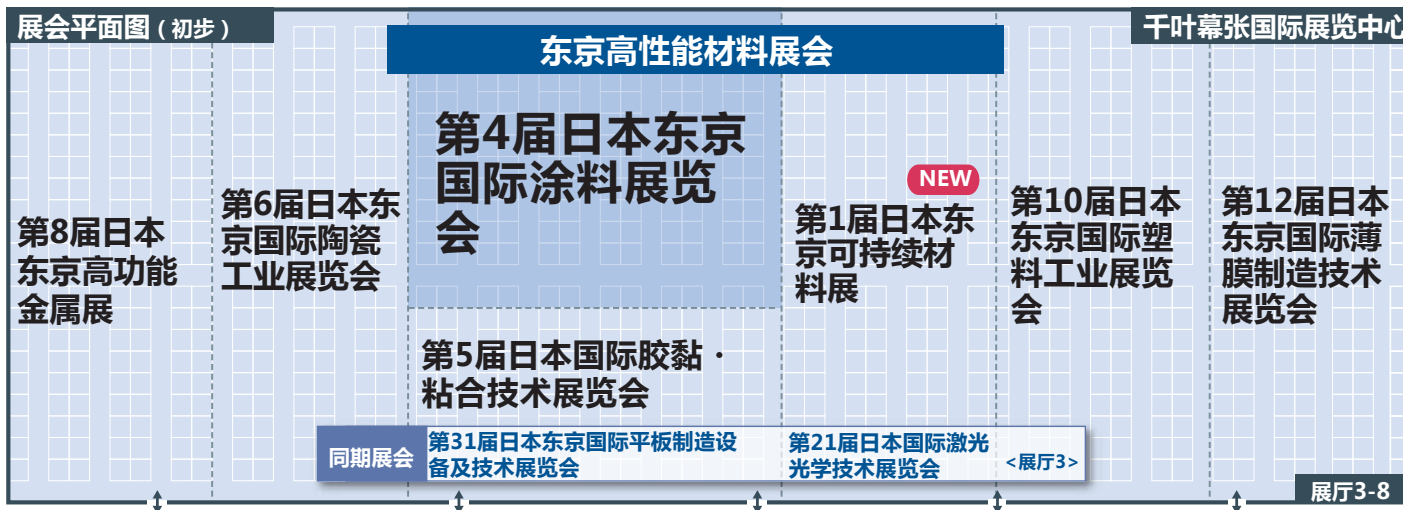 展会平面图（初步）
千叶幕张国际展览中心
东京高性能材料展会
第8届日本
东京高功能
金属展
第6届日本东
京国际陶瓷
工业展览会
第4届日本东京
国际涂料展览
会
第5届日本国际胶黏·
粘合技术展览会
NEW
第1届日本东
京可持续材
料展
第10届日本
东京国际塑
料工业展览
会
第12届日本
东京国际薄
膜制造技术
展览会
同期展会
第31届日本东京国际平板制造设
备及技术展览会
第21届日本国际激光
光学技术展览会
<展厅3>
展厅3-8